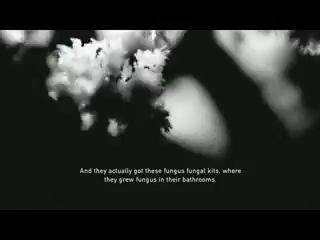 And they actually got these fungus fungal kits, where
they grew fungus in their bathrooms.